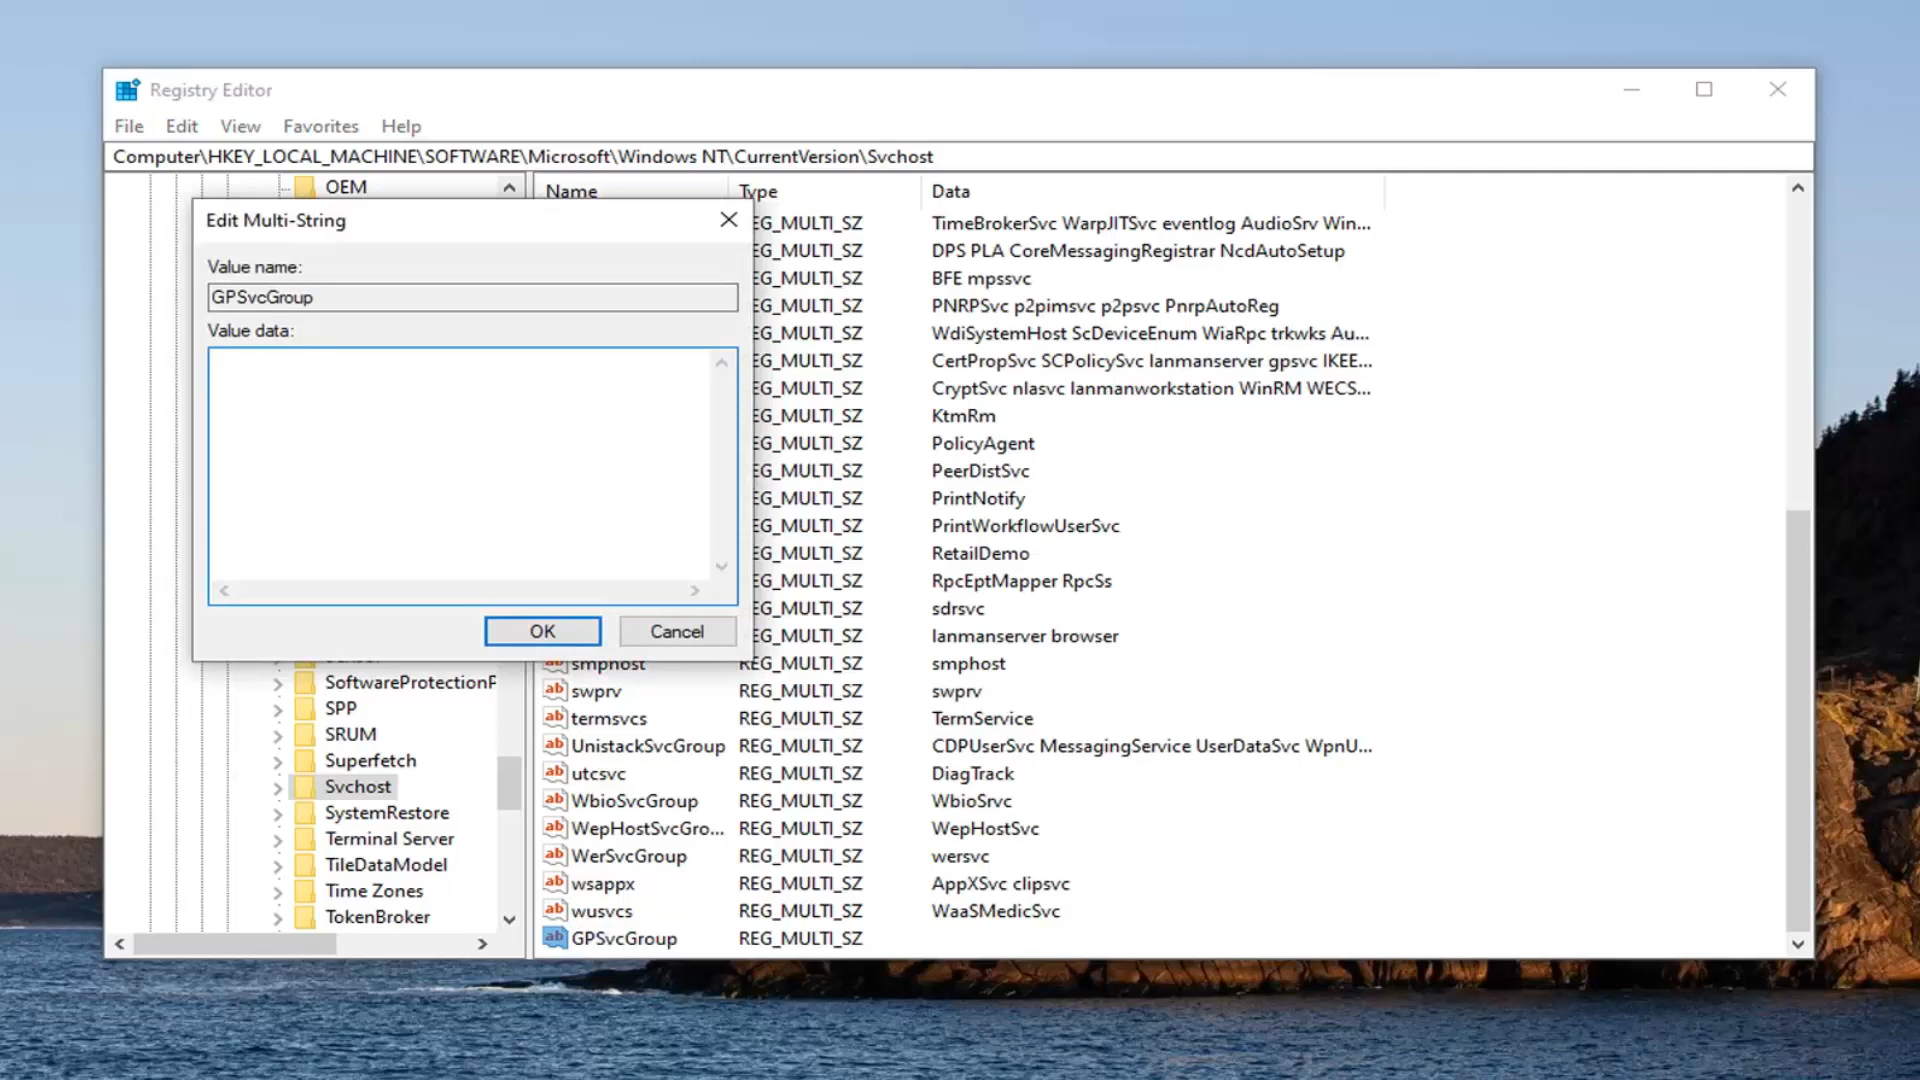 Registry Editor
File Edit View Favorites Help
Computer\HKEY_LOCAL_MACHINE\SOFTWARE\Microsoft\Windows NT\CurrentVersion\Svchost
OEM
Name Type Data
Edit Multi-String
Value name:
GPSvcGroup
Value data:
OK Cancel
EG_MULTI_SZ TimeBrokerSvc WarpJITSvc eventlog AudioSrv Win...
EG_MULTI_SZ DPS PLA CoreMessagingRegistrar NcdAutoSetup
EG_MULTI_SZ BFE mpssvc
EG_MULTI_SZ PNRPSvc p2pimsvc p2psvc PnrpAutoReg
EG_MULTI_SZ WdiSystemHost ScDeviceEnum WiaRpc trkwks Au...
EG_MULTI_SZ CertPropSvc SCPolicySvc lanmanserver gpsvc IKEE...
EG_MULTI_SZ CryptSvc nlasvc lanmanworkstation WinRM WECS...
EG_MULTI_SZ KtmRm
EG_MULTI_SZ PolicyAgent
EG_MULTI_SZ PeerDistSvc
EG_MULTI_SZ PrintNotify
EG_MULTI_SZ PrintWorkflowUserSvc
EG_MULTI_SZ RetailDemo
EG_MULTI_SZ RpcEptMapper RpcSs
EG_MULTI_SZ sdrsvc
EG_MULTI_SZ lanmanserver browser
smphost REG_MULTI_SZ smphost
swprv REG_MULTI_SZ swprv
termsvcs REG_MULTI_SZ TermService
UnistackSvcGroup REG_MULTI_SZ CDPUserSvc MessagingService UserDataSvc WpnU...
utcsvc REG_MULTI_SZ DiagTrack
WbioSvcGroup REG_MULTI_SZ WbioSrvc
WepHostSvcGro... REG_MULTI_SZ WepHostSvc
WerSvcGroup REG_MULTI_SZ wersvc
wsappx REG_MULTI_SZ AppXSvc clipsvc
wusvcs REG_MULTI_SZ WaaSMedicSvc
GPSvcGroup REG_MULTI_SZ
SoftwareProtectionP
SPP
SRUM
Superfetch
Svchost
SystemRestore
Terminal Server
TileDataModel
Time Zones
TokenBroker